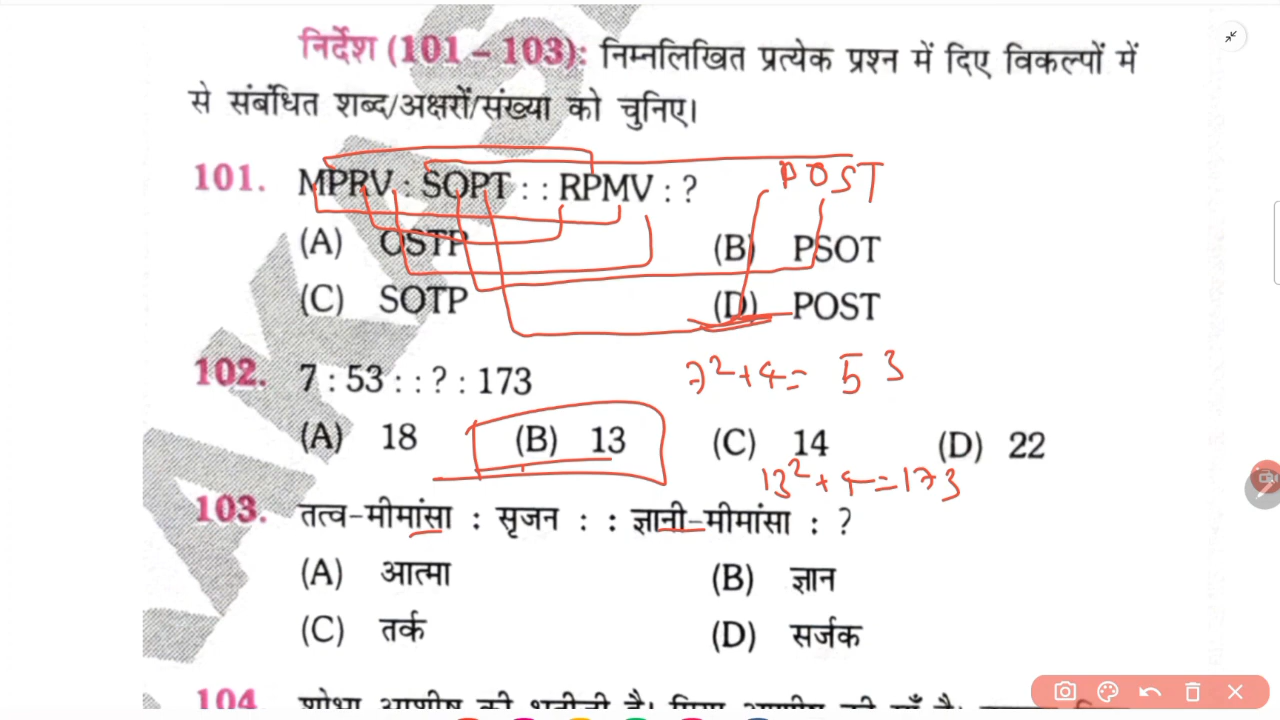 निर्देश (101 – 103): निम्नलिखित प्रत्येक प्रश्न में दिए विकल्पों में
से संबंधित शब्द/अक्षरों/संख्या को चुनिए।
101. MPRV : SOPT : : RPMV : ?
POST
(A) OSTP (B) PSOT
(C) SOTP (D) POST
102. 7 : 53 : : ? : 173
7²+4= 53
(A) 18 (B) 13 (C) 14 (D) 22
13²+4=173
103. तत्व-मीमांसा : सृजन : : ज्ञानी-मीमांसा : ?
(A) आत्मा (B) ज्ञान
(C) तर्क (D) सर्जक
104